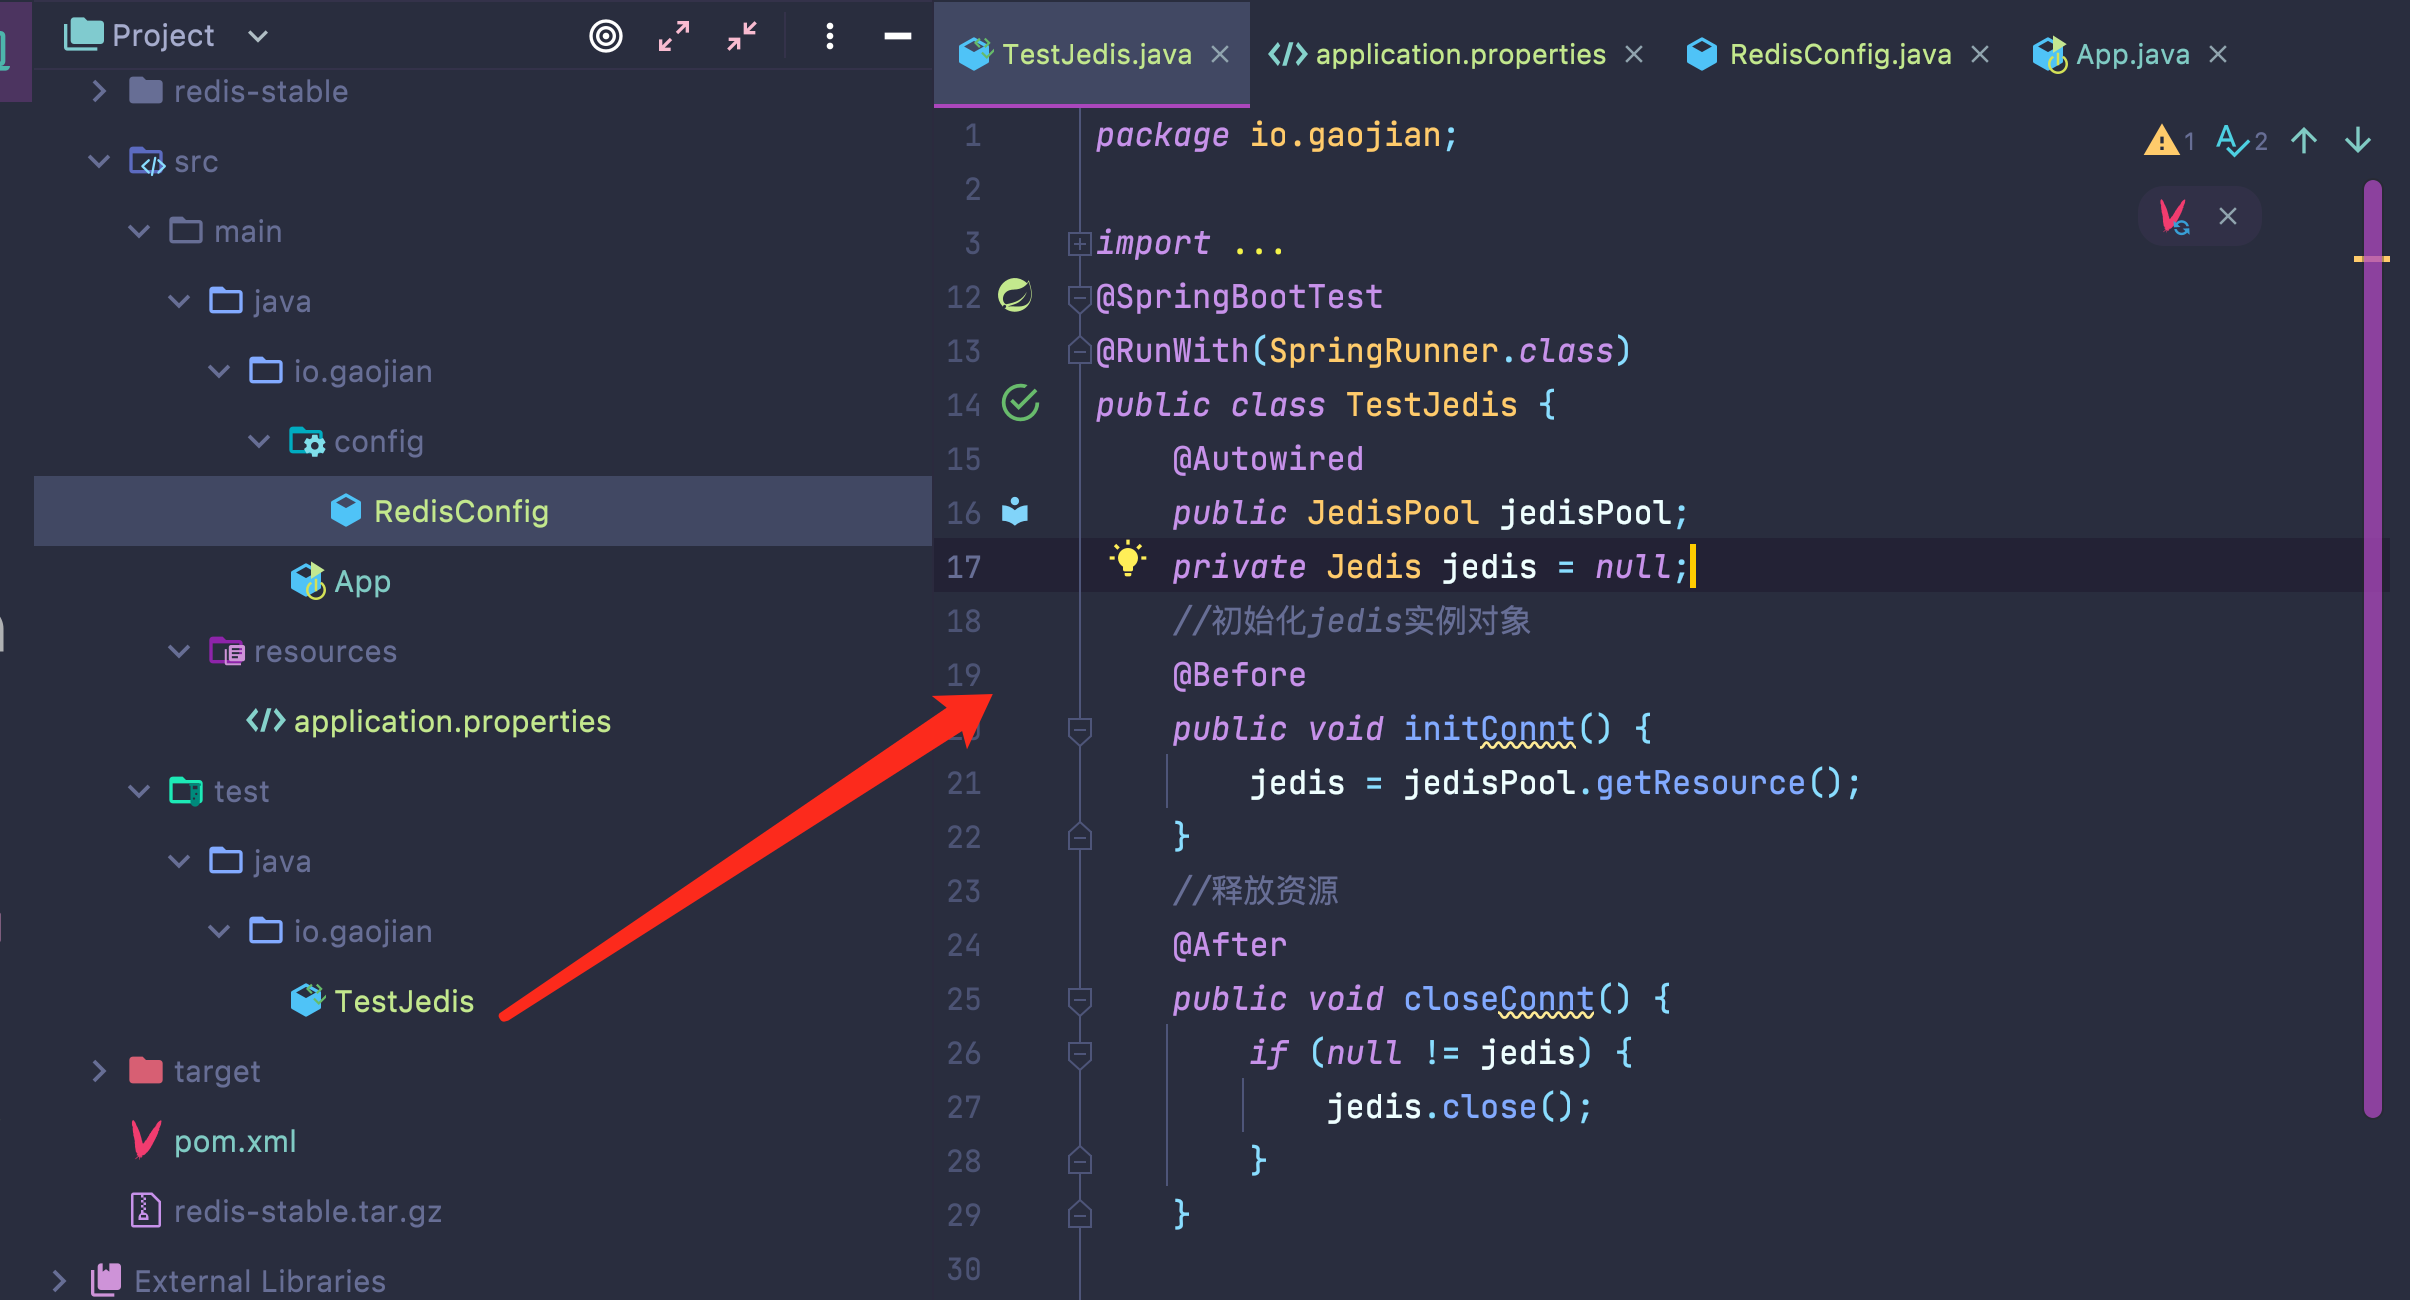 Project
redis-stable
src
main
java
io.gaojian
config
RedisConfig
App
resources
application.properties
test
java
io.gaojian
TestJedis
target
pom.xml
redis-stable.tar.gz
External Libraries
TestJedis.java
application.properties
RedisConfig.java
App.java
1
2
1 package io.gaojian;
2
3 import ...
12 @SpringBootTest
13 @RunWith(SpringRunner.class)
14 public class TestJedis {
15 @Autowired
16 public JedisPool jedisPool;
17 private Jedis jedis = null;
18 //初始化jedis实例对象
19 @Before
public void initConnt() {
21 jedis = jedisPool.getResource();
22 }
23 //释放资源
24 @After
25 public void closeConnt() {
26 if (null != jedis) {
27 jedis.close();
28 }
29 }
30